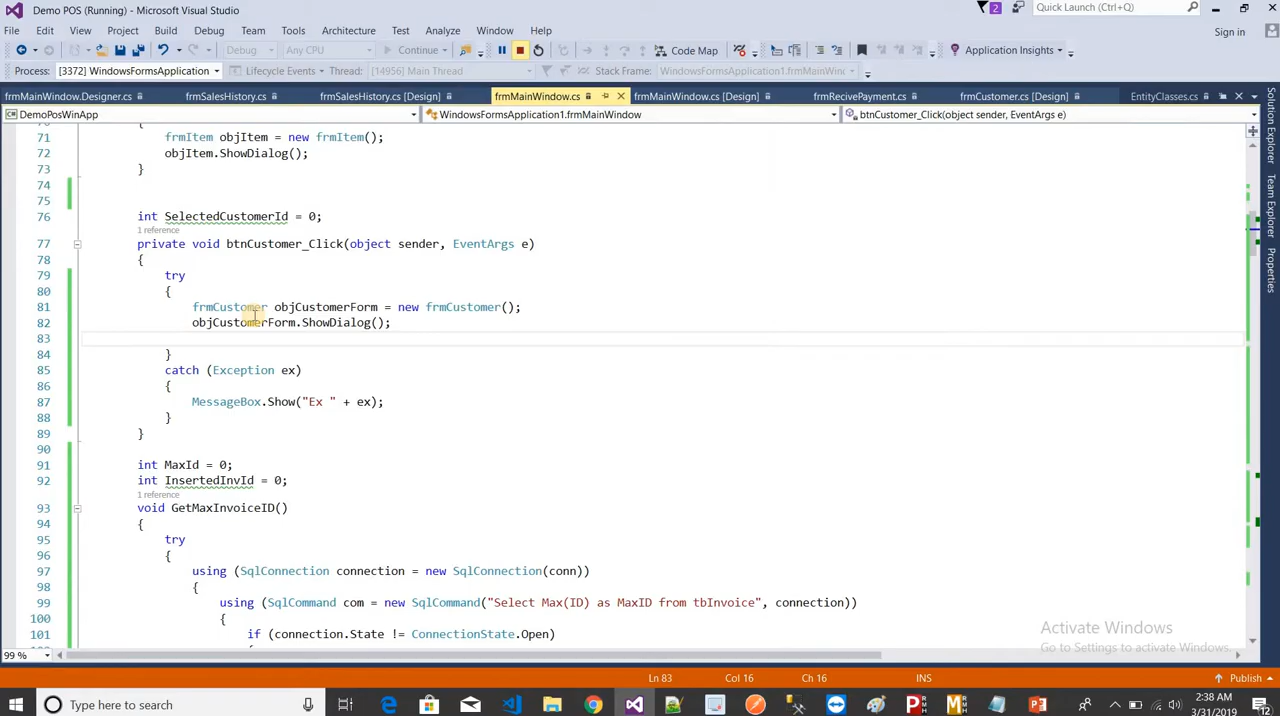 Demo POS (Running) - Microsoft Visual Studio
2
Quick Launch (Ctrl+Q)
File Edit View Project Build Debug Team Tools Architecture Test Analyze Window Help
Sign in
Debug Any CPU Continue Code Map Application Insights
Process: [3372] WindowsFormsApplication Lifecycle Events Thread: [14956] Main Thread Stack Frame: WindowsFormsApplication1.frmMainWind
frmMainWindow.Designer.cs frmSalesHistory.cs frmSalesHistory.cs [Design] frmMainWindow.cs frmMainWindow.cs [Design] frmRecivePayment.cs frmCustomer.cs [Design] EntityClasses.cs
DemoPosWinApp WindowsFormsApplication1.frmMainWindow btnCustomer_Click(object sender, EventArgs e)
{
71 frmItem objItem = new frmItem();
72 objItem.ShowDialog();
73 }
74
75
76 int SelectedCustomerId = 0;
1 reference
77 private void btnCustomer_Click(object sender, EventArgs e)
78 {
79 try
80 {
81 frmCustomer objCustomerForm = new frmCustomer();
82 objCustomerForm.ShowDialog();
83
84 }
85 catch (Exception ex)
86 {
87 MessageBox.Show("Ex " + ex);
88 }
89 }
90
91 int MaxId = 0;
92 int InsertedInvId = 0;
1 reference
93 void GetMaxInvoiceID()
94 {
95 try
96 {
97 using (SqlConnection connection = new SqlConnection(conn))
98 {
99 using (SqlCommand com = new SqlCommand("Select Max(ID) as MaxID from tbInvoice", connection))
100 {
101 if (connection.State != ConnectionState.Open)
Solution Explorer
Team Explorer
Properties
Activate Windows
Go to Settings to activate Windows.
99 %
Ln 83 Col 16 Ch 16 INS Publish
Type here to search
2:38 AM
3/31/2019
12